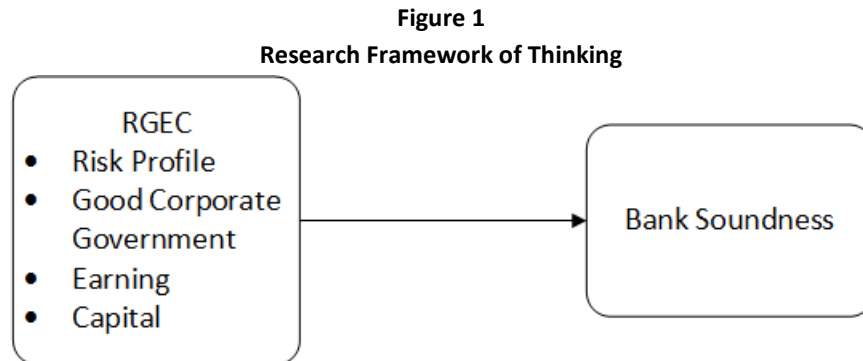 Figure 1
Research Framework of Thinking
RGEC
• Risk Profile
• Good Corporate
Government
• Earning
• Capital
Bank Soundness